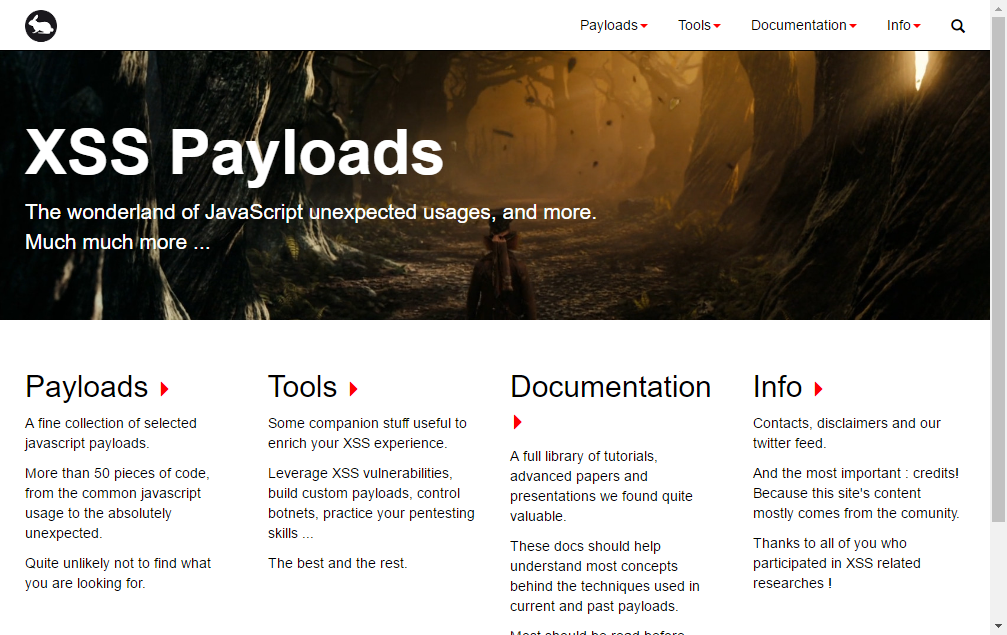 Payloads Tools Documentation Info
XSS Payloads
The wonderland of JavaScript unexpected usages, and more.
Much much more ...
Payloads
A fine collection of selected
javascript payloads.
More than 50 pieces of code,
from the common javascript
usage to the absolutely
unexpected.
Quite unlikely not to find what
you are looking for.
Tools
Some companion stuff useful to
enrich your XSS experience.
Leverage XSS vulnerabilities,
build custom payloads, control
botnets, practice your pentesting
skills ...
The best and the rest.
Documentation
A full library of tutorials,
advanced papers and
presentations we found quite
valuable.
These docs should help
understand most concepts
behind the techniques used in
current and past payloads.
Most should be read before
Info
Contacts, disclaimers and our
twitter feed.
And the most important : credits!
Because this site's content
mostly comes from the comunity.
Thanks to all of you who
participated in XSS related
researches !